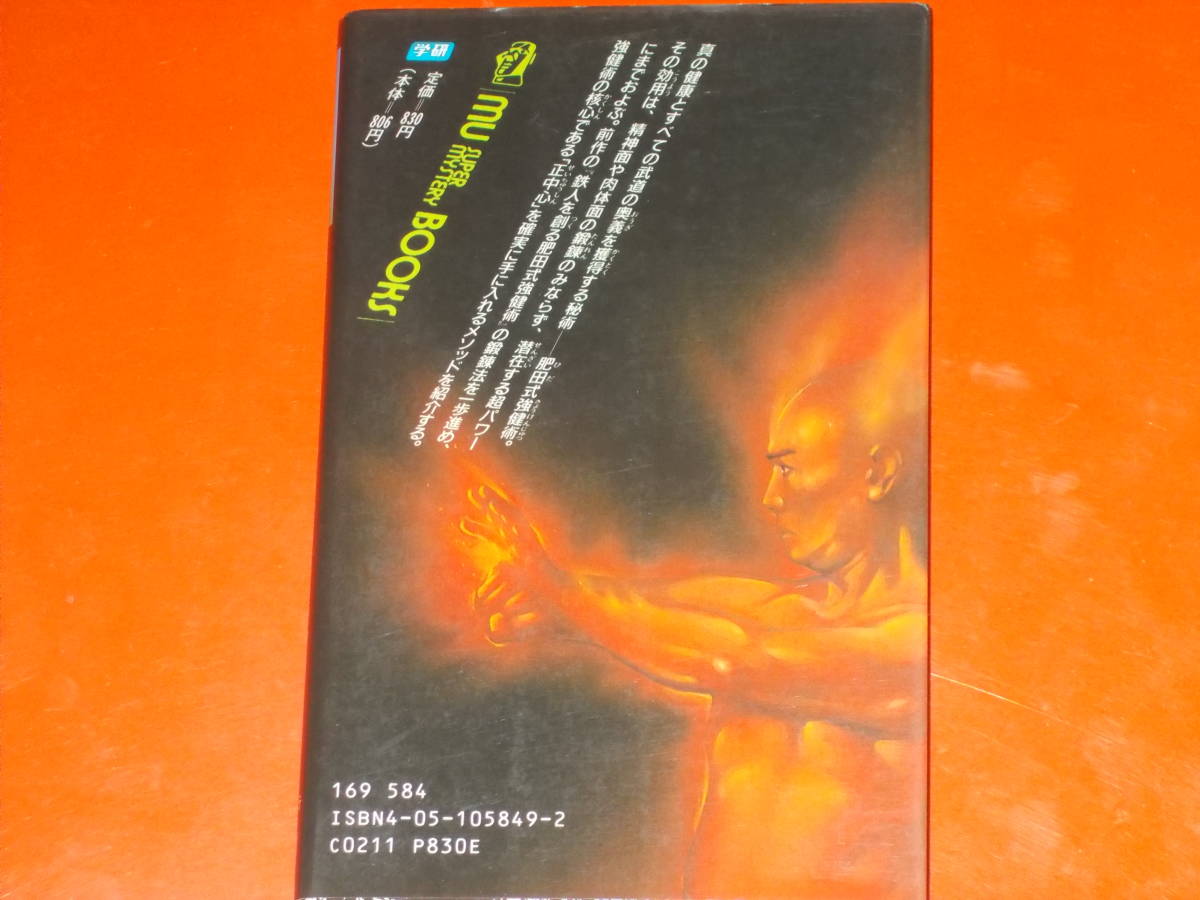 真の健康とすべての武道の奥義を獲得する秘術――肥田式強健術。
その効用は、精神面や肉体面の鍛錬のみならず、潜在する超パワー
にまでおよぶ。前作の〝鉄人を創る肥田式強健術〟の鍛錬法を一歩進め、
強健術の核心である「正中心」を確実に手に入れるメソッドを紹介する。
MU SUPER MYSTERY BOOKS
学研
定価=830円
(本体=806円)
169 584
ISBN4-05-105849-2
C0211 P830E